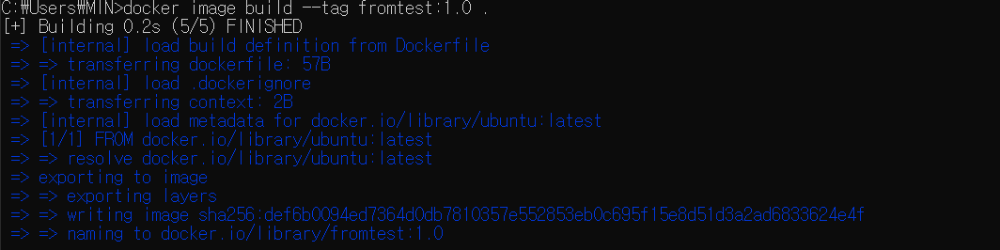 C:₩Users₩MIN>docker image build --tag fromtest:1.0 .
[+] Building 0.2s (5/5) FINISHED
=> [internal] load build definition from Dockerfile
=> => transferring dockerfile: 57B
=> [internal] load .dockerignore
=> => transferring context: 2B
=> [internal] load metadata for docker.io/library/ubuntu:latest
=> [1/1] FROM docker.io/library/ubuntu:latest
=> => resolve docker.io/library/ubuntu:latest
=> exporting to image
=> => exporting layers
=> => writing image sha256:def6b0094ed7364d0db7810357e552853eb0c695f15e8d51d3a2ad6833624e4f
=> => naming to docker.io/library/fromtest:1.0